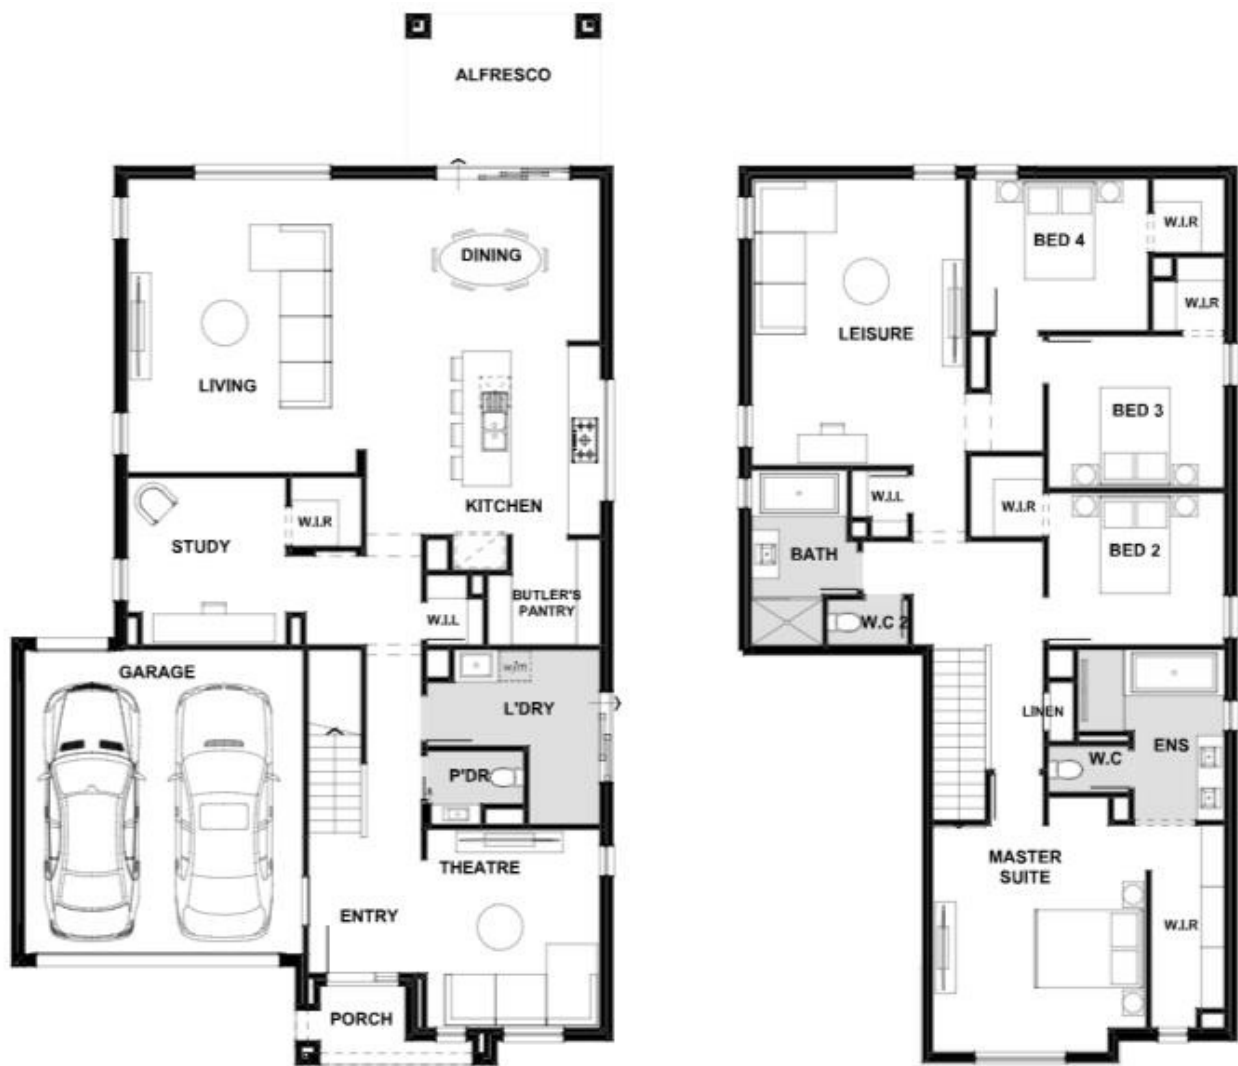 ALFRESCO
DINING
LIVING
KITCHEN
W.I.R
STUDY
BUTLER'S
PANTRY
W.I.L
GARAGE
w/m
L'DRY
P'DR
THEATRE
ENTRY
PORCH
W.I.R
BED 4
W.I.R
LEISURE
BED 3
W.I.L
W.I.R
BATH
BED 2
W.C 2
LINEN
ENS
W.C
MASTER
SUITE
W.I.R